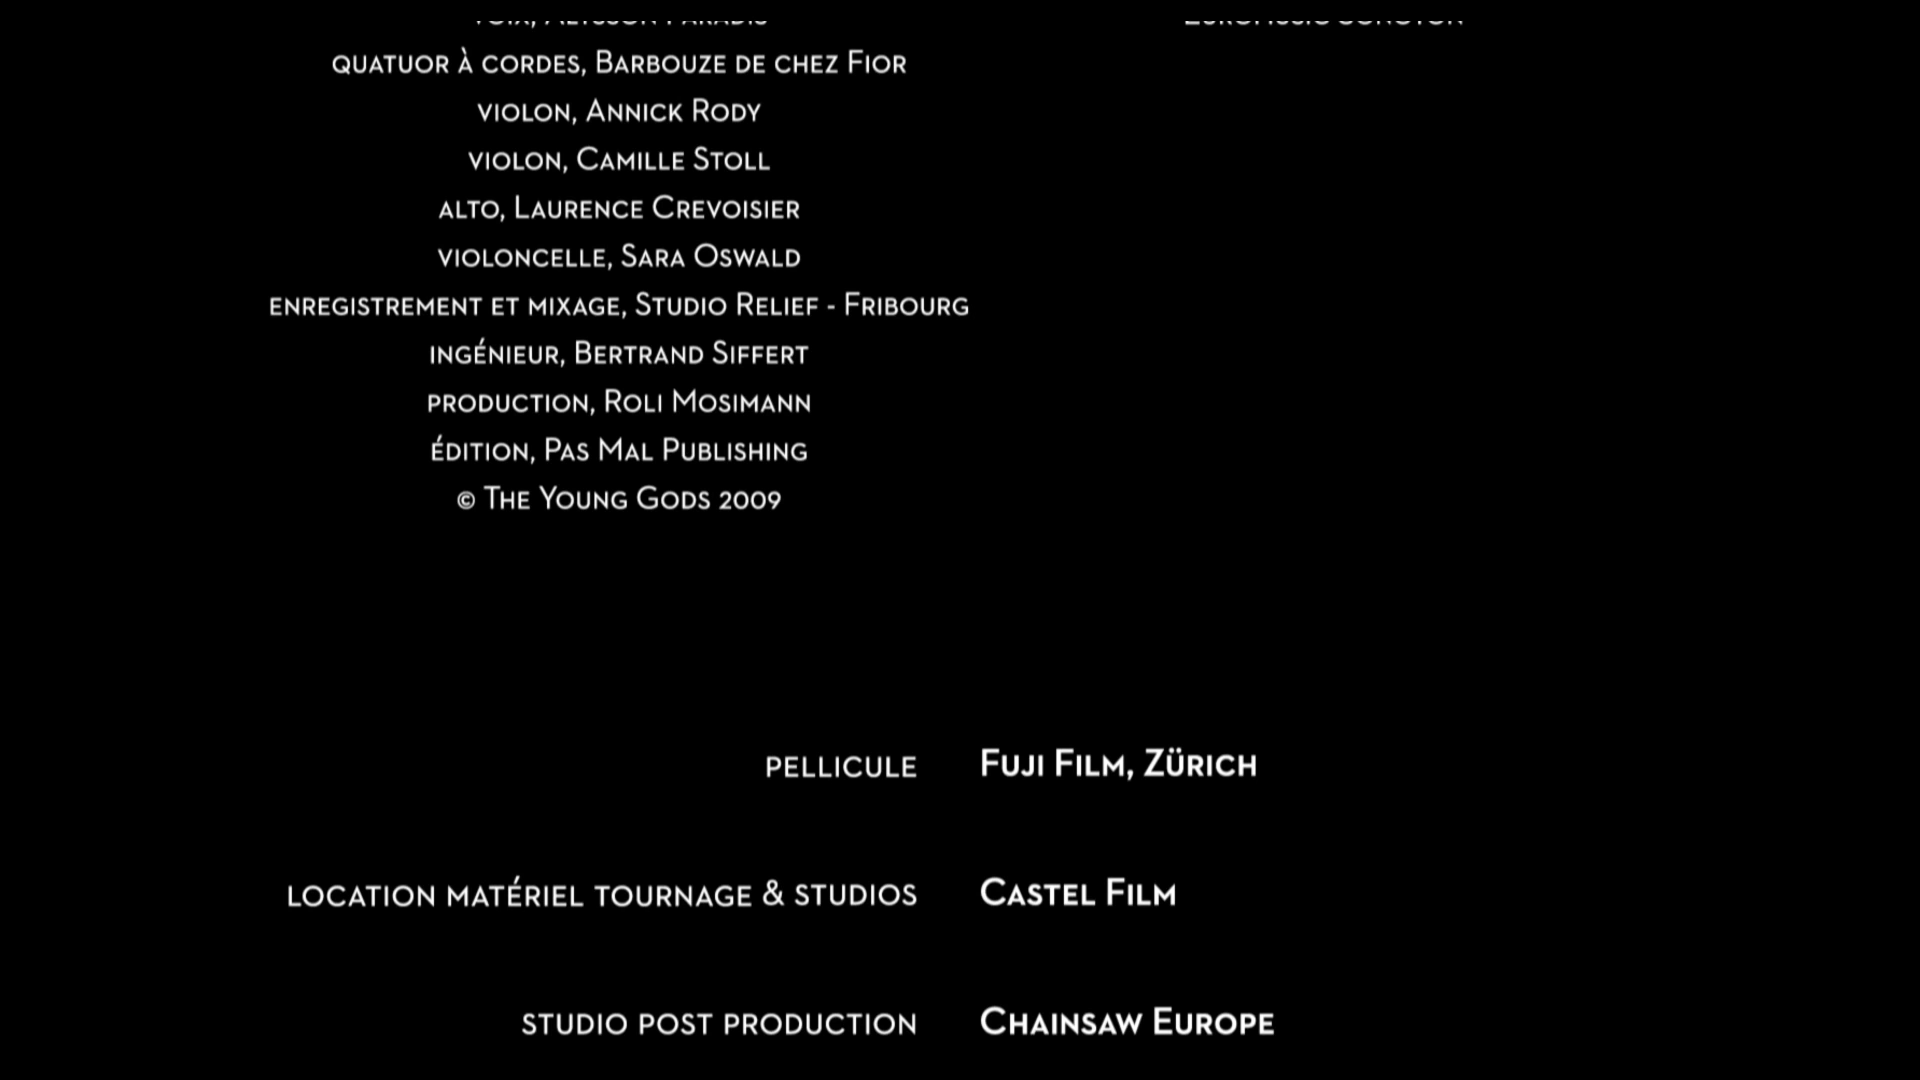 quatuor à cordes, Barbouze de chez Fior
violon, Annick Rody
violon, Camille Stoll
alto, Laurence Crevoisier
violoncelle, Sara Oswald
enregistrement et mixage, Studio Relief - Fribourg
ingénieur, Bertrand Siffert
production, Roli Mosimann
édition, Pas Mal Publishing
© The Young Gods 2009
pellicule Fuji Film, Zürich
location matériel tournage & studios Castel Film
studio post production Chainsaw Europe